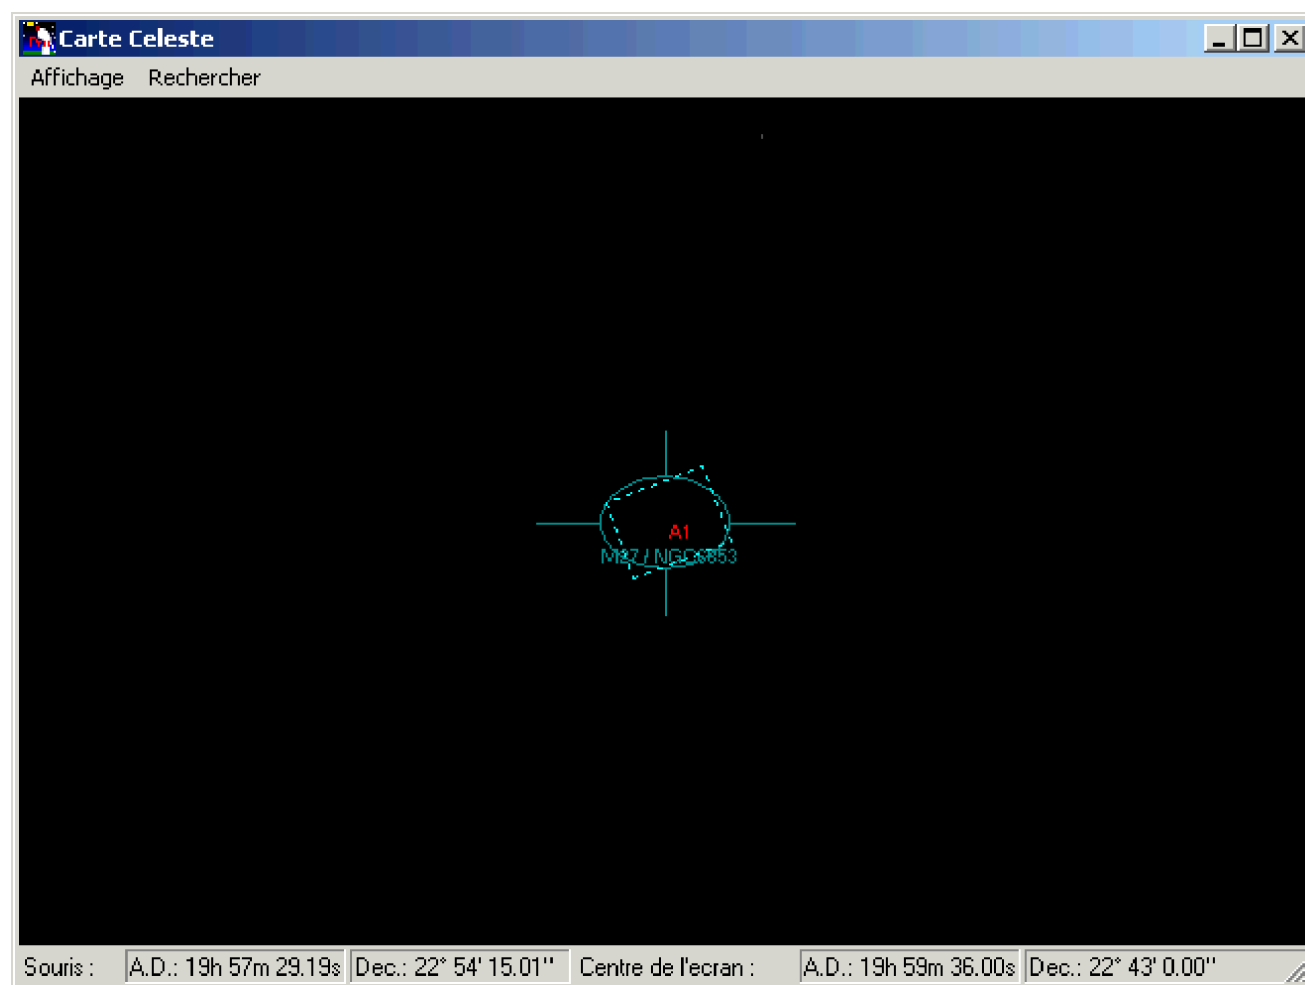 Carte Celeste
Affichage Rechercher
A1
M27 / NGC6853
Souris : A.D.: 19h 57m 29.19s Dec.: 22° 54' 15.01'' Centre de l'ecran : A.D.: 19h 59m 36.00s Dec.: 22° 43' 0.00''